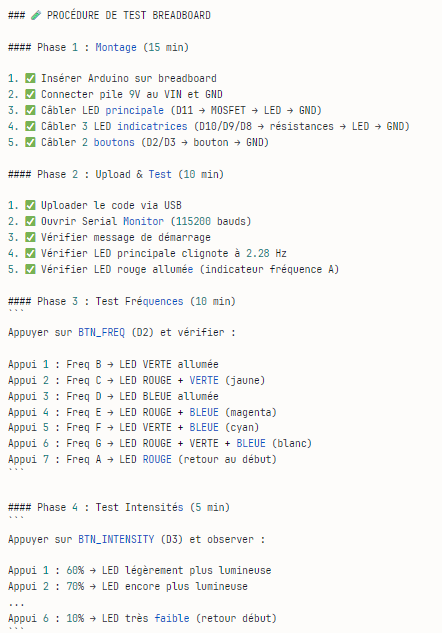 ### 🧪 PROCÉDURE DE TEST BREADBOARD
#### Phase 1 : Montage (15 min)
1. ✅ Insérer Arduino sur breadboard
2. ✅ Connecter pile 9V au VIN et GND
3. ✅ Câbler LED principale (D11 → MOSFET → LED → GND)
4. ✅ Câbler 3 LED indicatrices (D10/D9/D8 → résistances → LED → GND)
5. ✅ Câbler 2 boutons (D2/D3 → bouton → GND)
#### Phase 2 : Upload & Test (10 min)
1. ✅ Uploader le code via USB
2. ✅ Ouvrir Serial Monitor (115200 bauds)
3. ✅ Vérifier message de démarrage
4. ✅ Vérifier LED principale clignote à 2.28 Hz
5. ✅ Vérifier LED rouge allumée (indicateur fréquence A)
#### Phase 3 : Test Fréquences (10 min)
```
Appuyer sur BTN_FREQ (D2) et vérifier :
Appui 1 : Freq B → LED VERTE allumée
Appui 2 : Freq C → LED ROUGE + VERTE (jaune)
Appui 3 : Freq D → LED BLEUE allumée
Appui 4 : Freq E → LED ROUGE + BLEUE (magenta)
Appui 5 : Freq F → LED VERTE + BLEUE (cyan)
Appui 6 : Freq G → LED ROUGE + VERTE + BLEUE (blanc)
Appui 7 : Freq A → LED ROUGE (retour au début)
```
#### Phase 4 : Test Intensités (5 min)
```
Appuyer sur BTN_INTENSITY (D3) et observer :
Appui 1 : 60% → LED légèrement plus lumineuse
Appui 2 : 70% → LED encore plus lumineuse
...
Appui 6 : 10% → LED très faible (retour début)
```